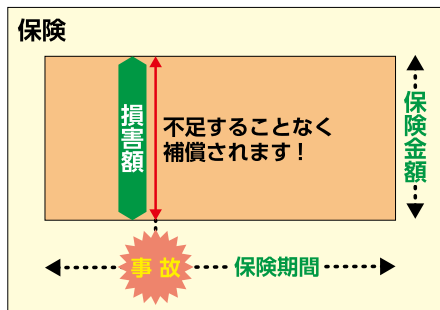 保険
損害額
不足することなく
補償されます！
保険金額
事故
保険期間